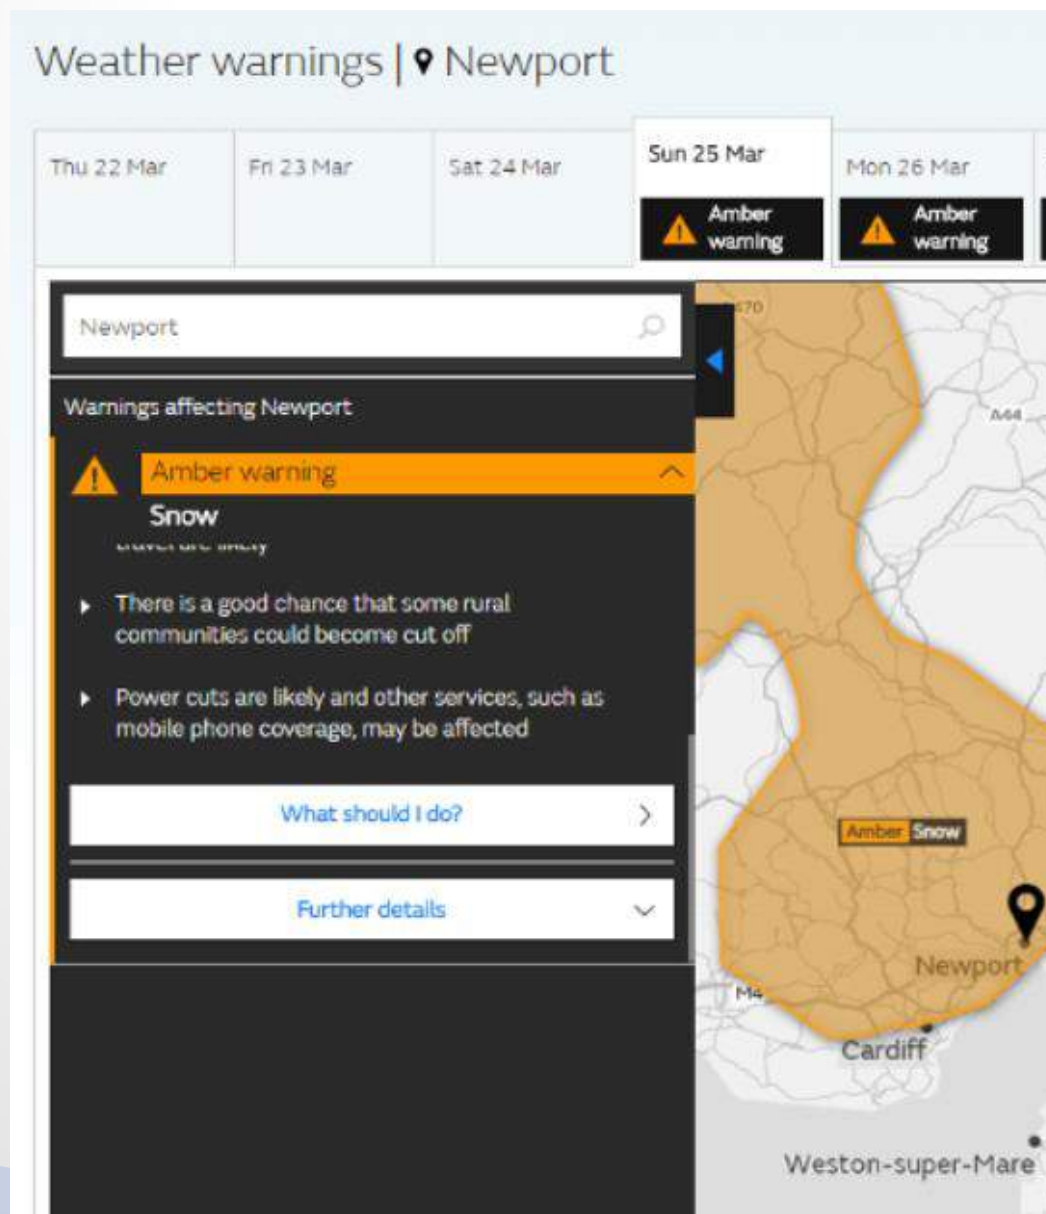 Weather warnings | Newport
Thu 22 Mar
Fri 23 Mar
Sat 24 Mar
Sun 25 Mar
Amber
warning
Mon 26 Mar
Amber
warning
Newport
Warnings affecting Newport
Amber warning
Snow
travel are likely
There is a good chance that some rural
communities could become cut off
Power cuts are likely and other services, such as
mobile phone coverage, may be affected
What should I do?
Further details
A44
Amber Snow
Newport
M4
Cardiff
Weston-super-Mare